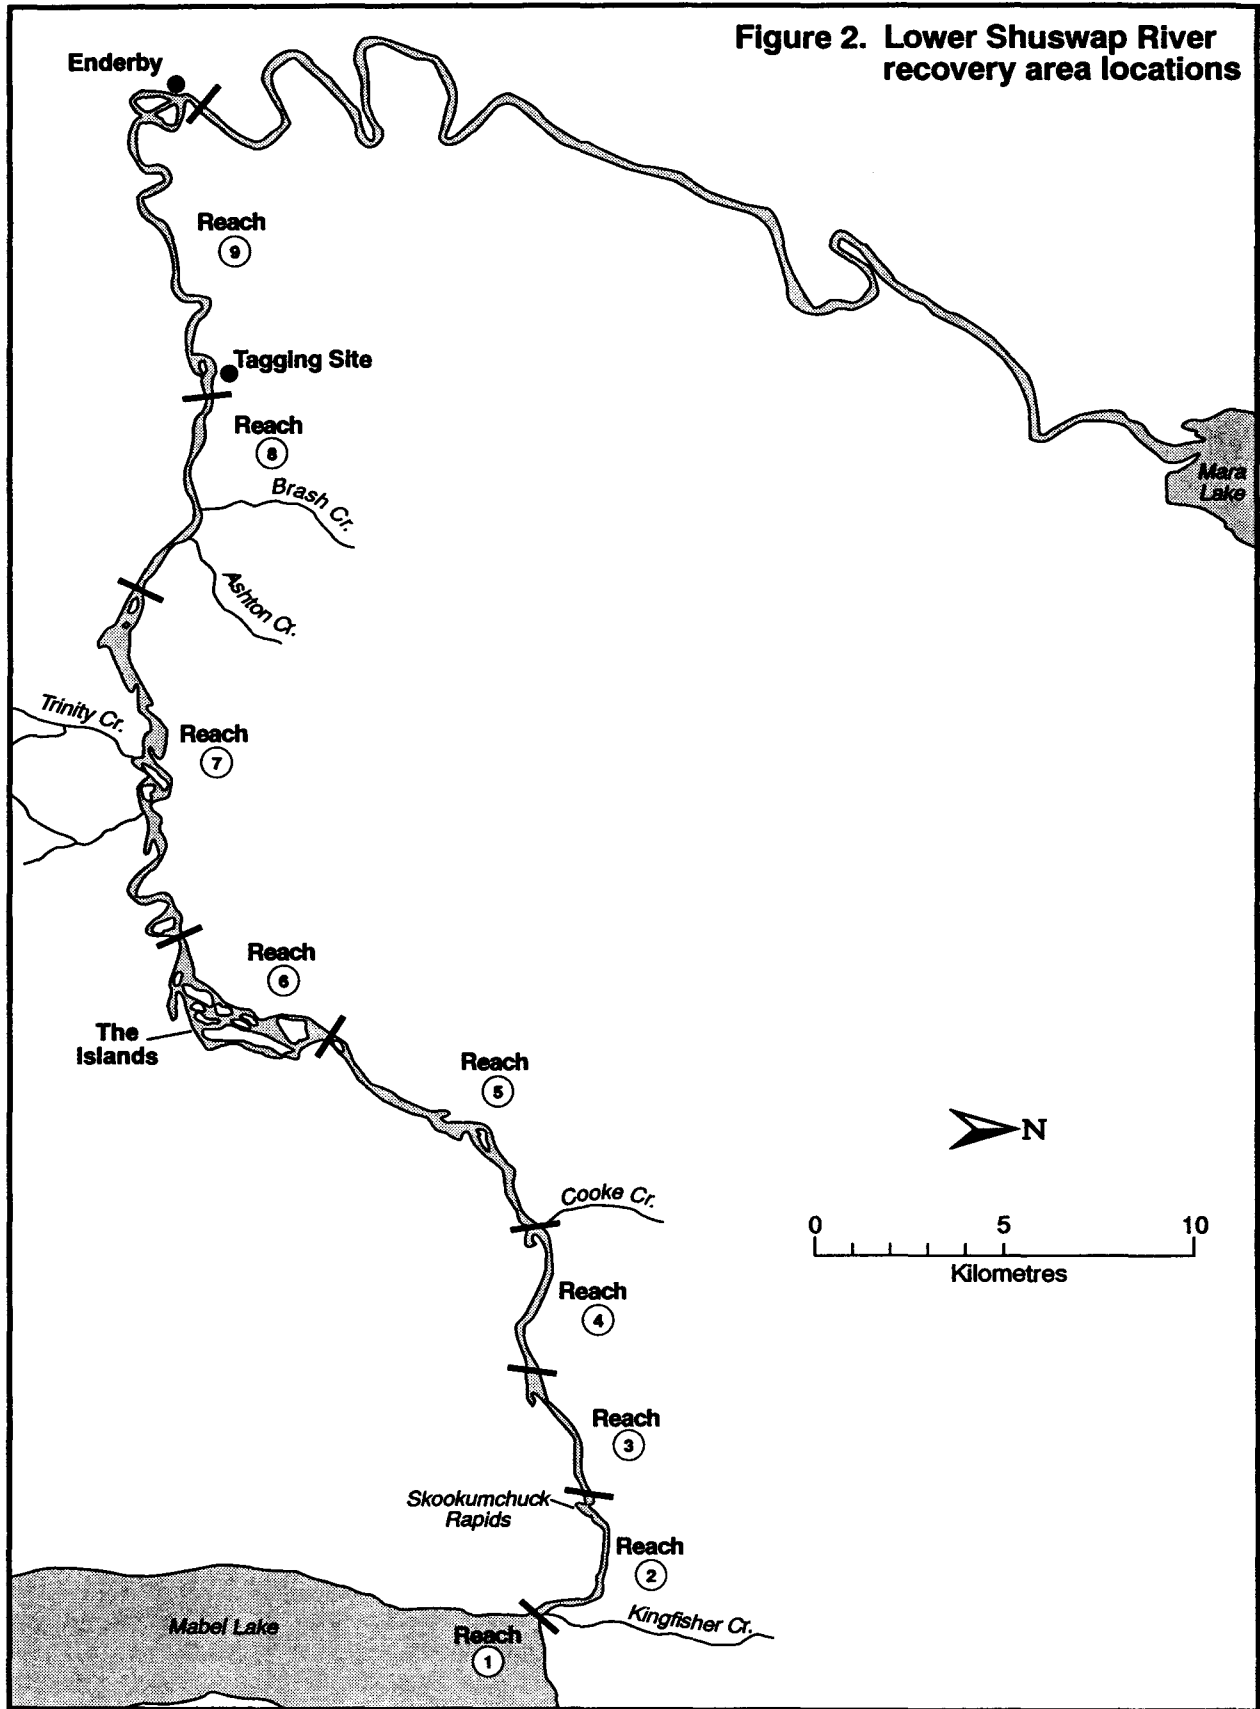 Figure 2. Lower Shuswap River
recovery area locations
Enderby
Reach
9
Tagging Site
Reach
8
Brash Cr.
Ashton Cr.
Mara
Lake
Trinity Cr.
Reach
7
Reach
6
The
Islands
Reach
5
N
Cooke Cr.
0 5 10
Kilometres
Reach
4
Reach
3
Skookumchuck
Rapids
Reach
2
Kingfisher Cr.
Mabel Lake
Reach
1